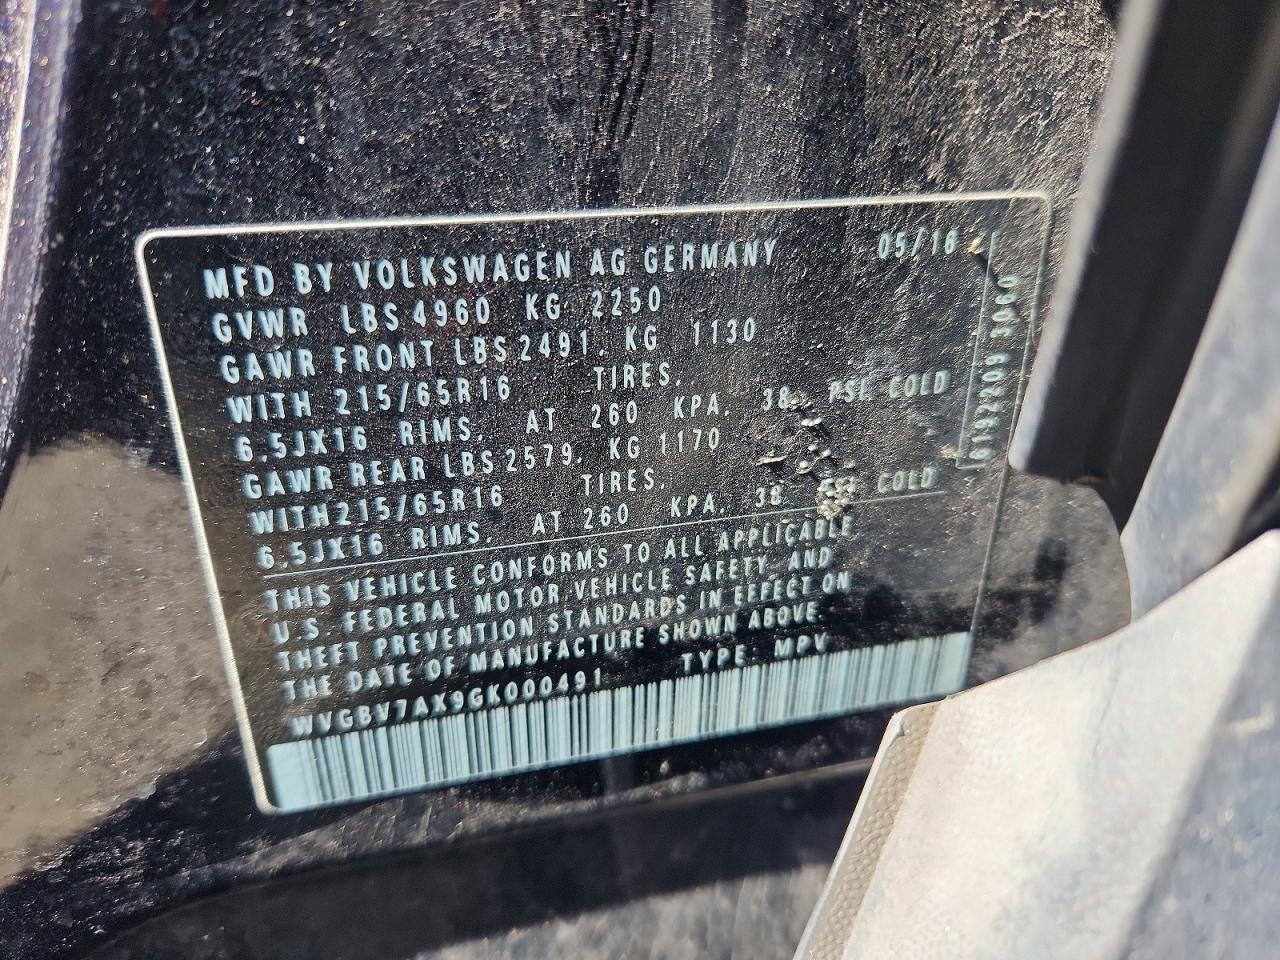 MFD BY VOLKSWAGEN AG GERMANY 05/16
GVWR LBS 4960 KG 2250
GAWR FRONT LBS 2491. KG 1130
WITH 215/65R16 TIRES.
6.5JX16 RIMS. AT 260 KPA. 38 PSI COLD
GAWR REAR LBS 2579. KG 1170
WITH 215/65R16 TIRES.
6.5JX16 RIMS. AT 260 KPA. 38 PSI COLD
THIS VEHICLE CONFORMS TO ALL APPLICABLE
U.S. FEDERAL MOTOR VEHICLE SAFETY AND
THEFT PREVENTION STANDARDS IN EFFECT ON
THE DATE OF MANUFACTURE SHOWN ABOVE
WVGBV7AX9GK000491 TYPE: MPV